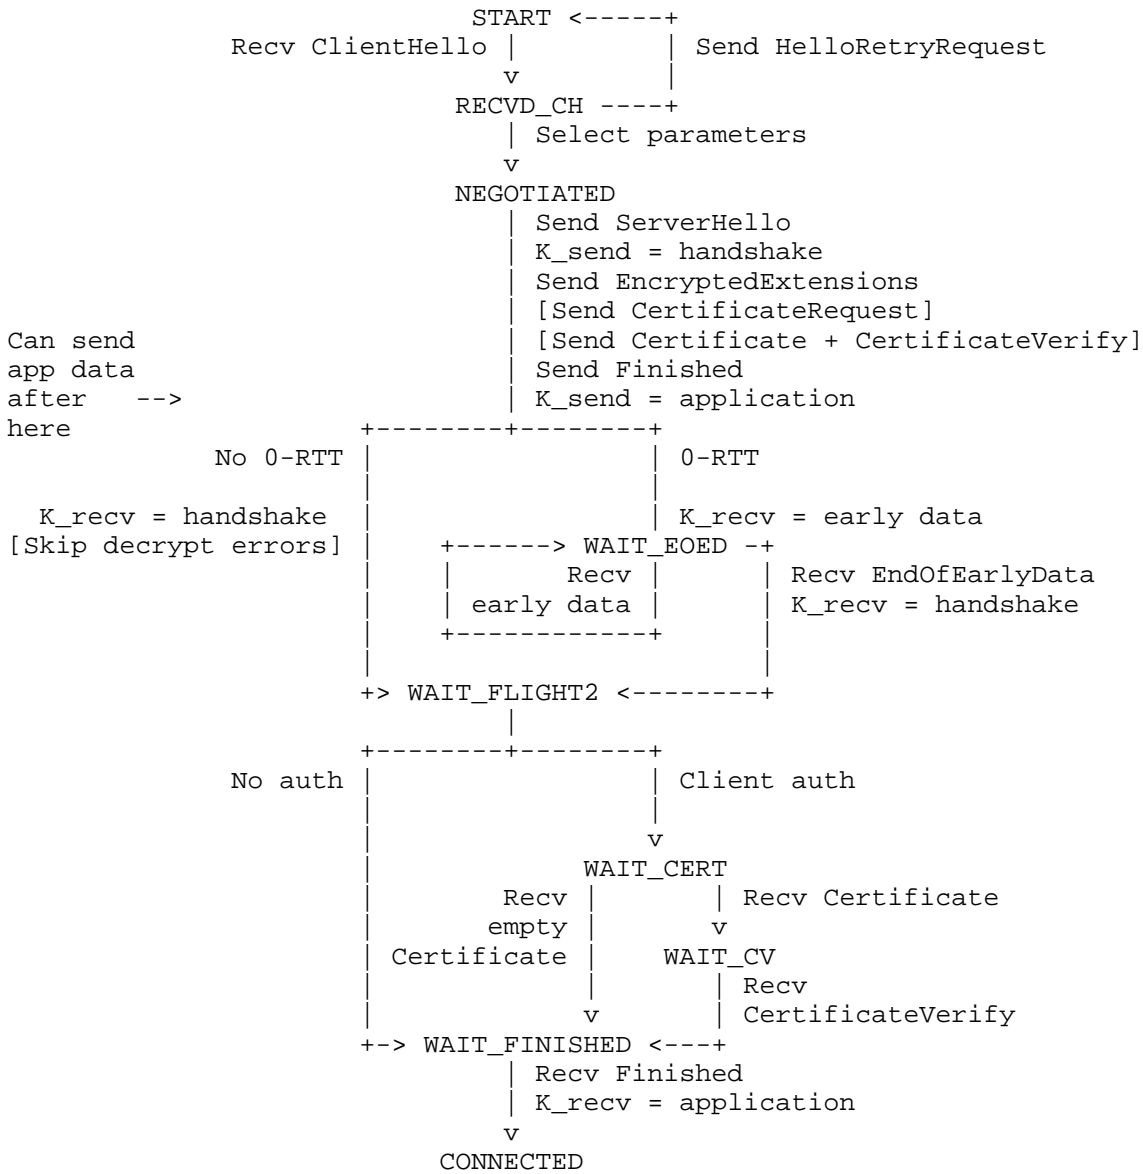 START <-----+
Recv ClientHello | | Send HelloRetryRequest
v |
RECVD_CH ----+
| Select parameters
v
NEGOTIATED
| Send ServerHello
| K_send = handshake
| Send EncryptedExtensions
| [Send CertificateRequest]
Can send | [Send Certificate + CertificateVerify]
app data | Send Finished
after --> | K_send = application
here +--------+--------+
No 0-RTT | | 0-RTT
| |
K_recv = handshake | | K_recv = early data
[Skip decrypt errors] | +------> WAIT_EOED -+
| | Recv | | Recv EndOfEarlyData
| | early data | | K_recv = handshake
| +------------+ |
| |
+> WAIT_FLIGHT2 <--------+
|
+--------+--------+
No auth | | Client auth
| |
| v
| WAIT_CERT
| Recv | | Recv Certificate
| empty | v
| Certificate | WAIT_CV
| | | Recv
| v | CertificateVerify
+-> WAIT_FINISHED <---+
| Recv Finished
| K_recv = application
v
CONNECTED